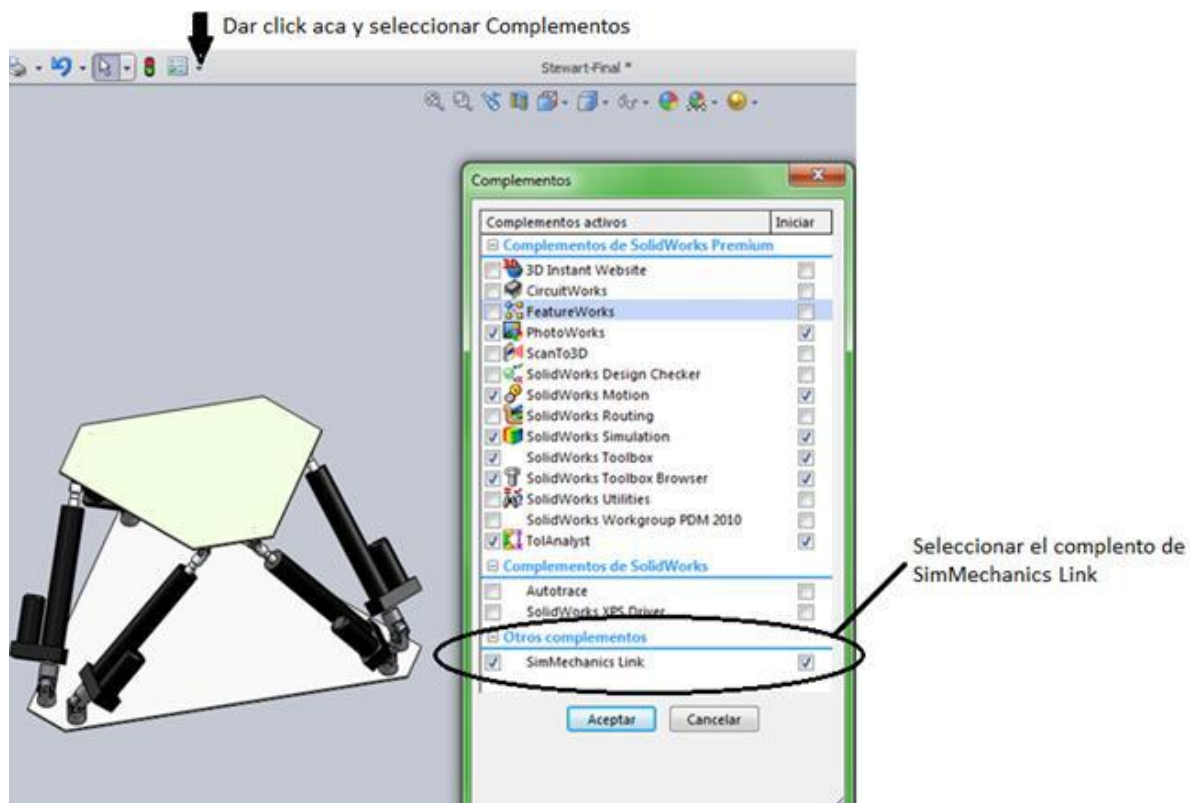 Dar click aca y seleccionar Complementos
Stewart-Final *
Complementos
Complementos activos Iniciar
Complementos de SolidWorks Premium
3D Instant Website
CircuitWorks
FeatureWorks
PhotoWorks
ScanTo3D
SolidWorks Design Checker
SolidWorks Motion
SolidWorks Routing
SolidWorks Simulation
SolidWorks Toolbox
SolidWorks Toolbox Browser
SolidWorks Utilities
SolidWorks Workgroup PDM 2010
TolAnalyst
Complementos de SolidWorks
Autotrace
SolidWorks XPS Driver
Otros complementos
SimMechanics Link
Aceptar Cancelar
Seleccionar el complento de
SimMechanics Link